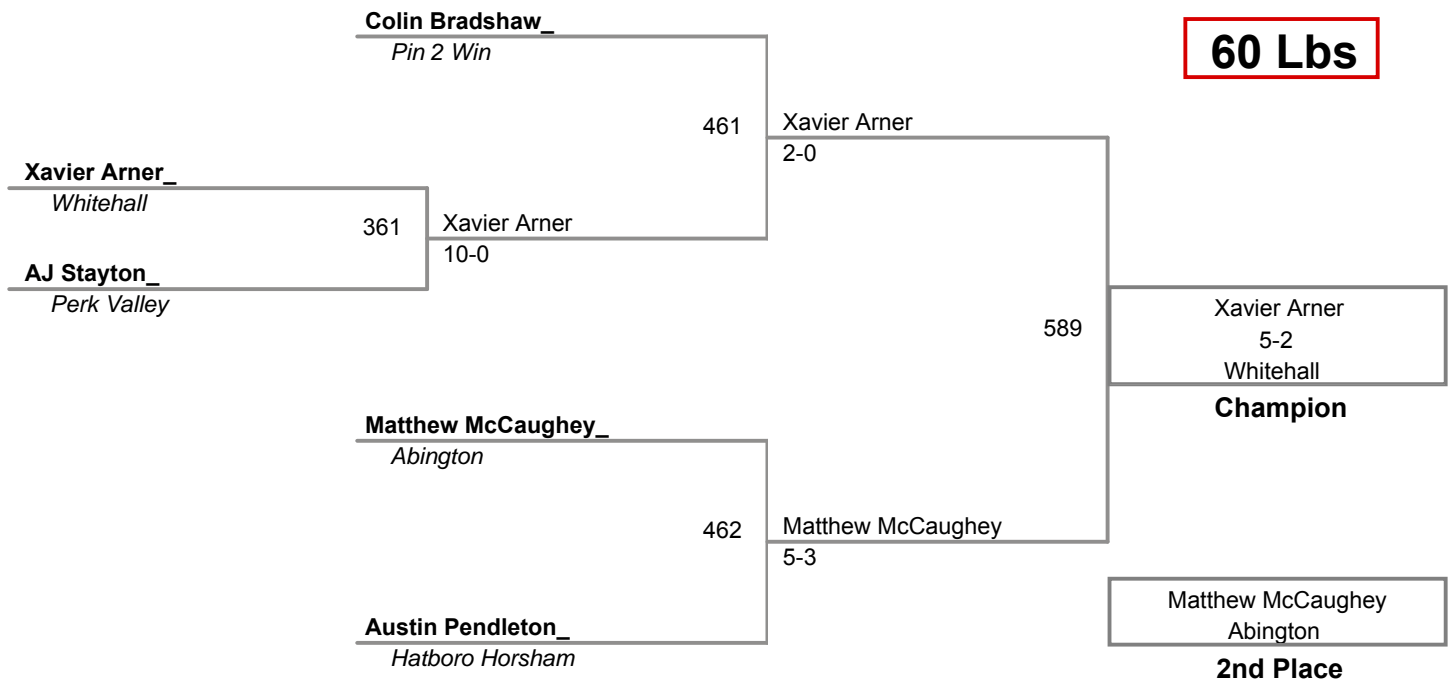 Colin Bradshaw_
Pin 2 Win
60 Lbs
461
Xavier Arner
2-0
Xavier Arner_
Whitehall
361
Xavier Arner
10-0
AJ Stayton_
Perk Valley
589
Xavier Arner
5-2
Whitehall
Champion
Matthew McCaughey_
Abington
462
Matthew McCaughey
5-3
Austin Pendleton_
Hatboro Horsham
Matthew McCaughey
Abington
2nd Place